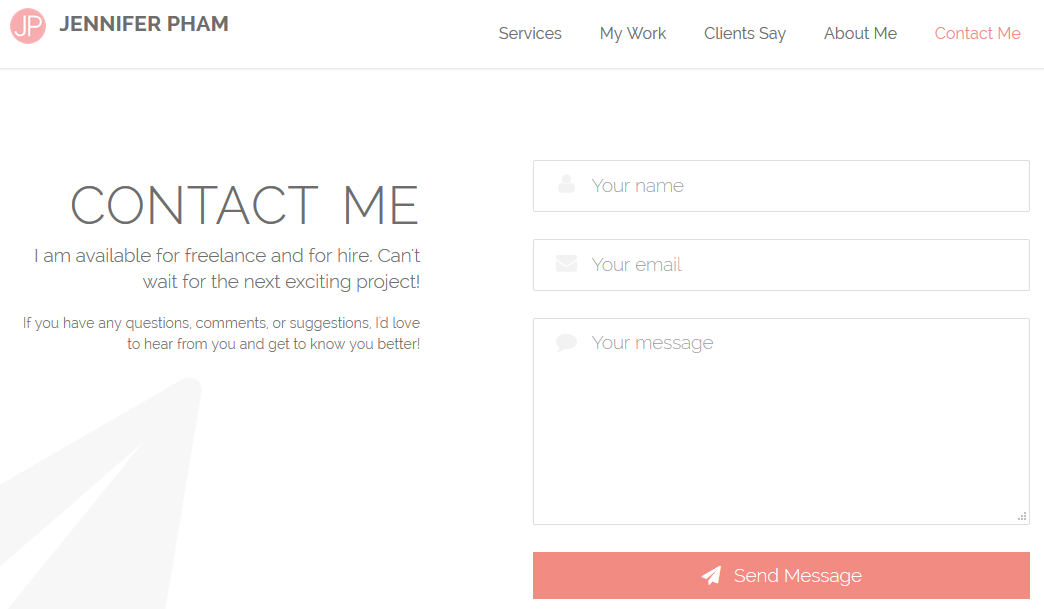 JP JENNIFER PHAM
Services My Work Clients Say About Me Contact Me
CONTACT ME
I am available for freelance and for hire. Can't
wait for the next exciting project!
If you have any questions, comments, or suggestions, I'd love
to hear from you and get to know you better!
Your name
Your email
Your message
Send Message